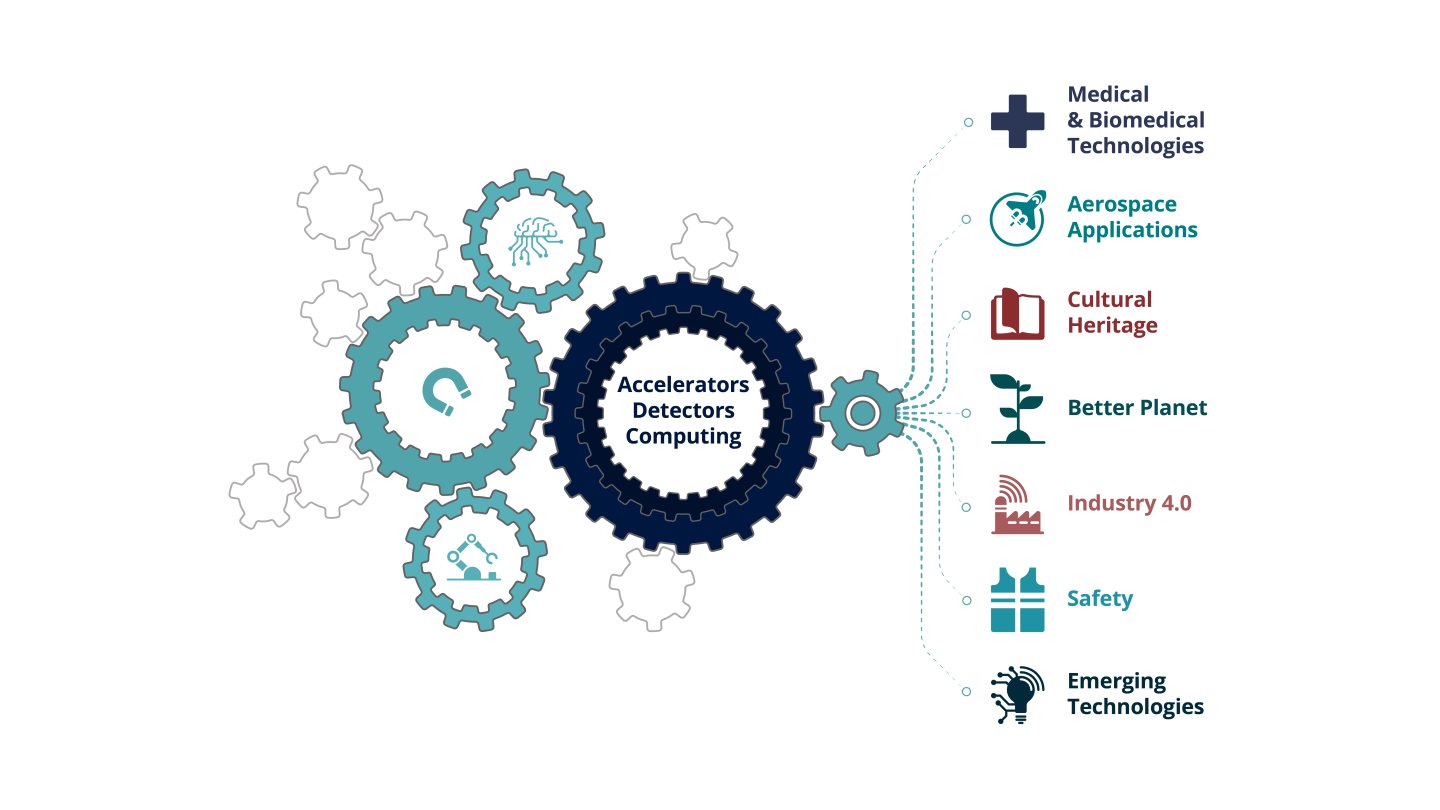 Accelerators
Detectors
Computing
Medical
& Biomedical
Technologies
Aerospace
Applications
Cultural
Heritage
Better Planet
Industry 4.0
Safety
Emerging
Technologies